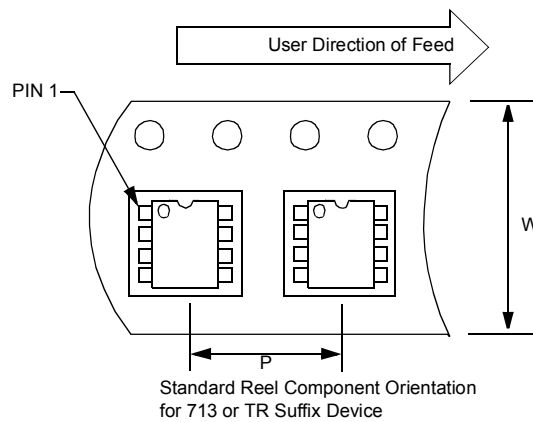 User Direction of Feed
PIN 1
W
P
Standard Reel Component Orientation
for 713 or TR Suffix Device